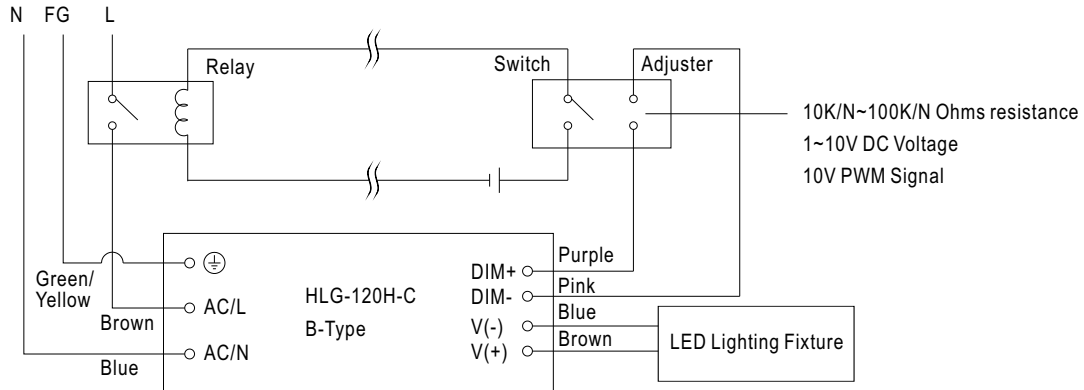 N FG L
Relay
Switch
Adjuster
10K/N~100K/N Ohms resistance
1~10V DC Voltage
10V PWM Signal
Green/
Yellow
Brown
Blue
AC/L
AC/N
HLG-120H-C
B-Type
DIM+
DIM-
V(-)
V(+)
Purple
Pink
Blue
Brown
LED Lighting Fixture